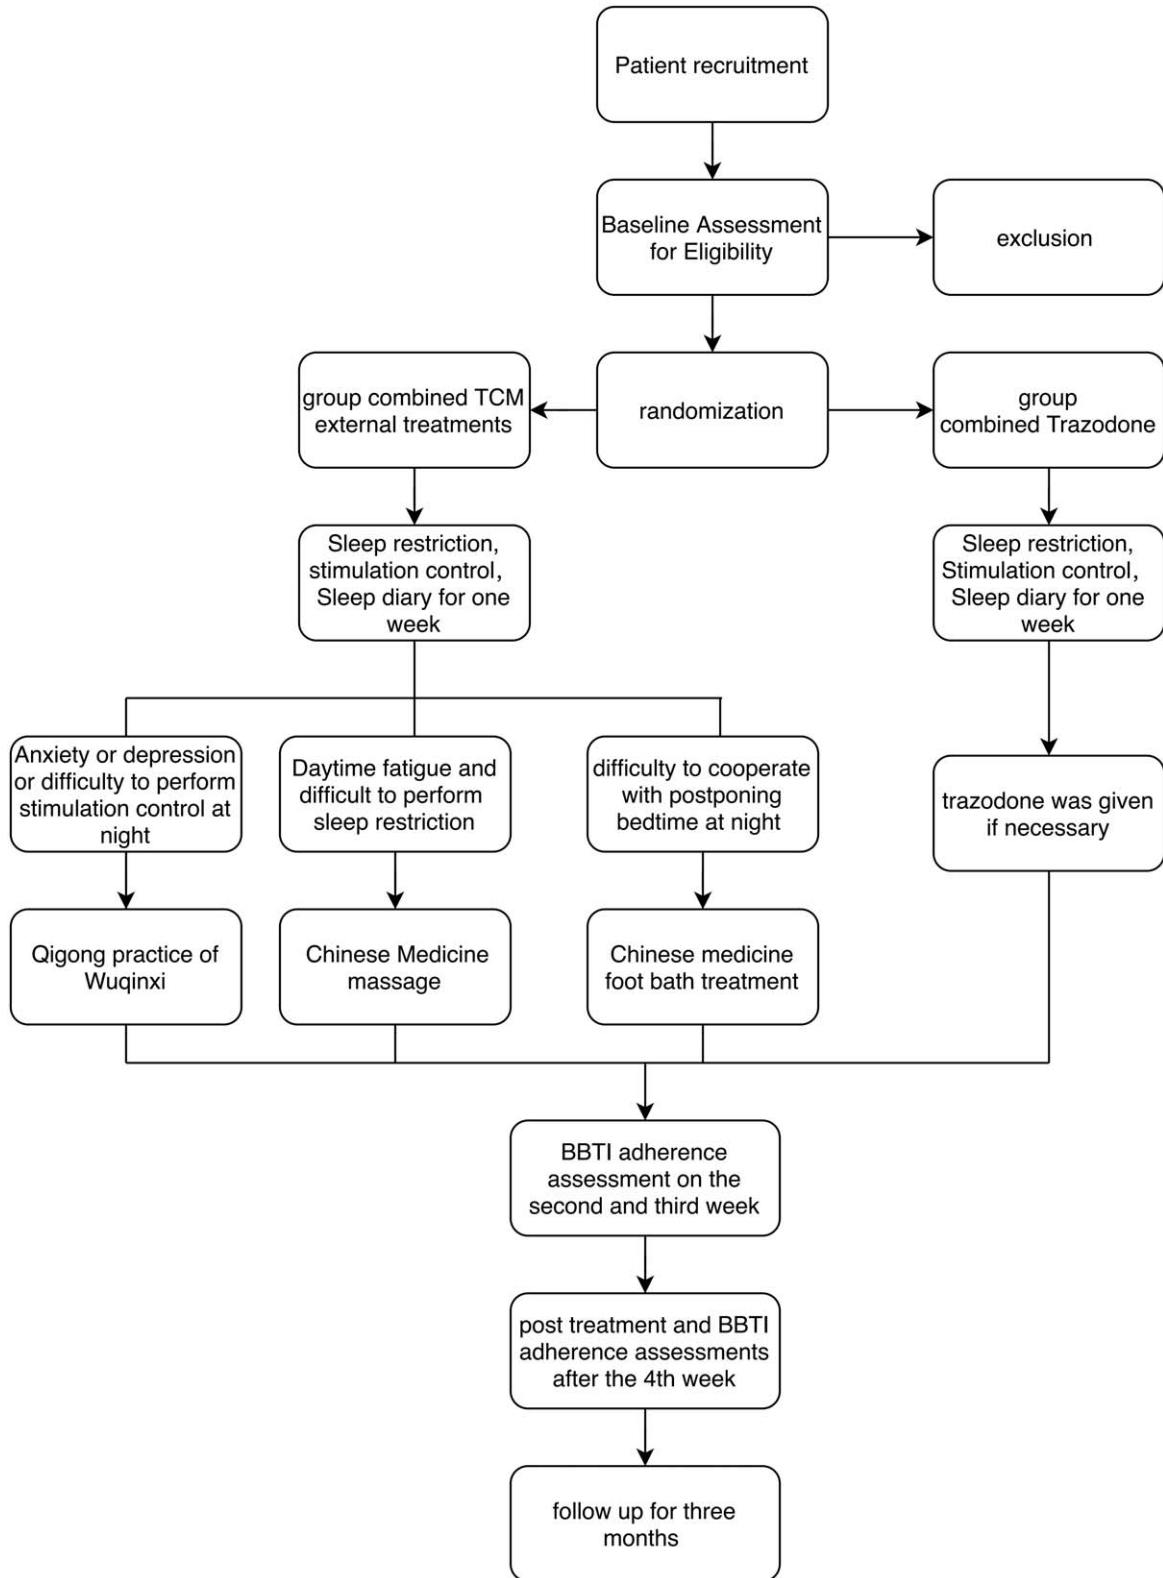 Patient recruitment
Baseline Assessment
for Eligibility
exclusion
group combined TCM
external treatments
randomization
group
combined Trazodone
Sleep restriction,
stimulation control，
Sleep diary for one
week
Sleep restriction,
Stimulation control，
Sleep diary for one
week
Anxiety or depression
or difficulty to perform
stimulation control at
night
Daytime fatigue and
difficult to perform
sleep restriction
difficulty to cooperate
with postponing
bedtime at night
trazodone was given
if necessary
Qigong practice of
Wuqinxi
Chinese Medicine
massage
Chinese medicine
foot bath treatment
BBTI adherence
assessment on the
second and third week
post treatment and BBTI
adherence assessments
after the 4th week
follow up for three
months